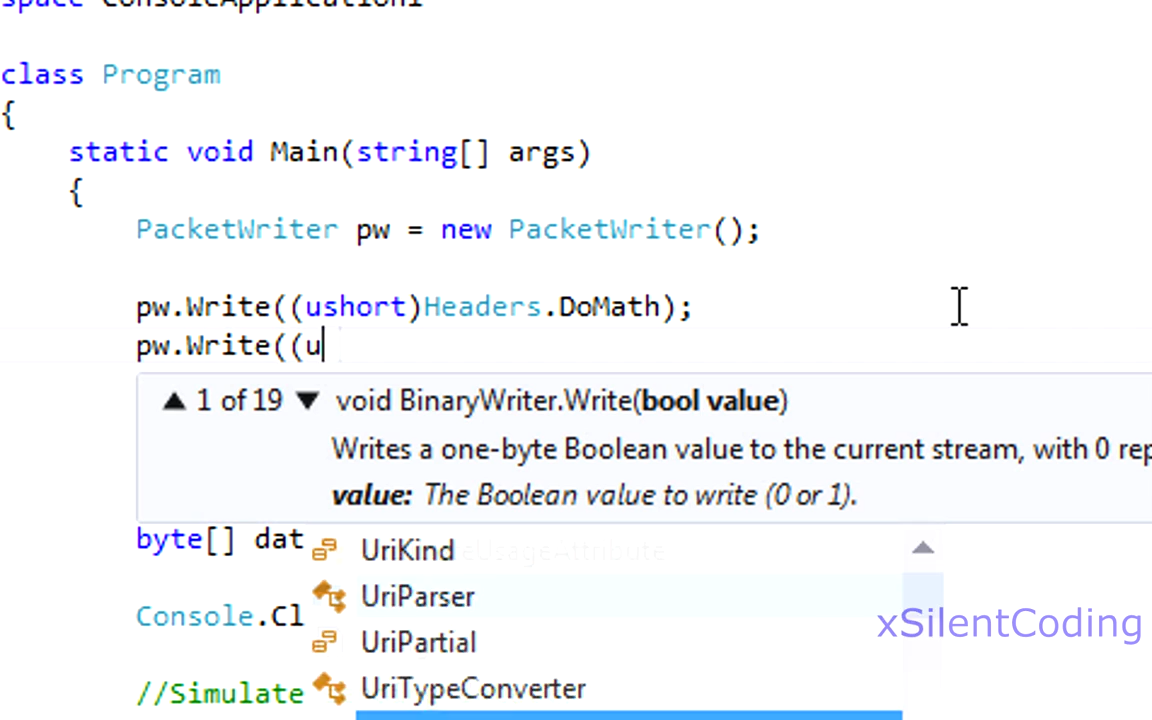 space ConsoleApplication1
class Program
{
static void Main(string[] args)
{
PacketWriter pw = new PacketWriter();
pw.Write((ushort)Headers.DoMath);
pw.Write((u
▲ 1 of 19 ▼ void BinaryWriter.Write(bool value)
Writes a one-byte Boolean value to the current stream, with 0 rep
value: The Boolean value to write (0 or 1).
byte[] dat
UriKind
UriParser
Console.Cl
xSilentCoding
UriPartial
//Simulate
UriTypeConverter